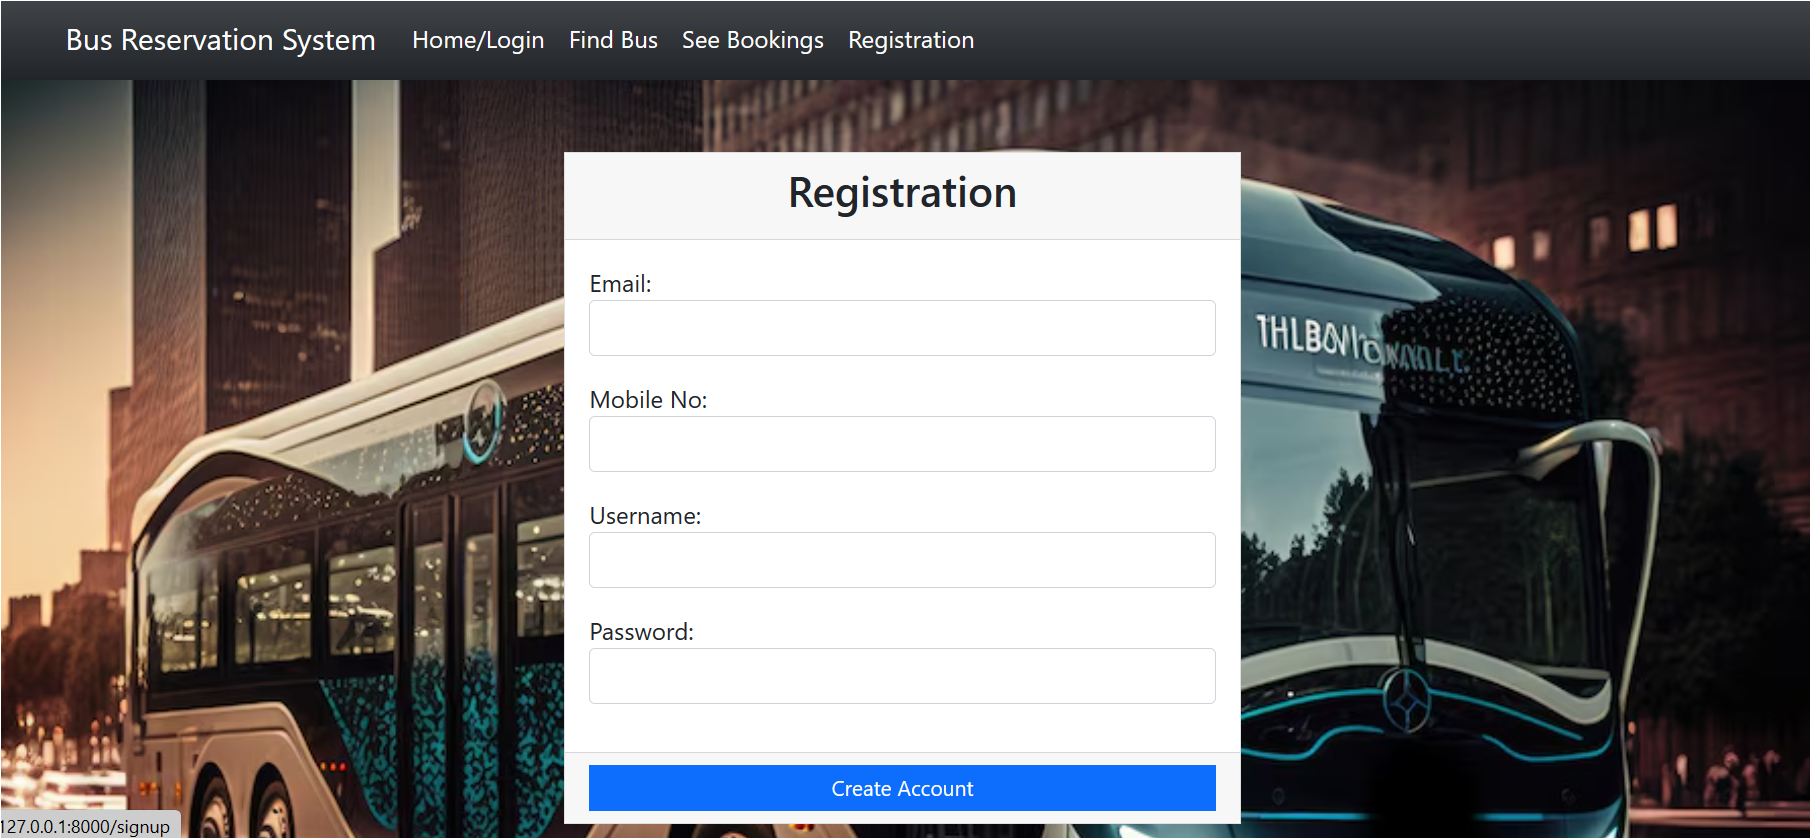 Bus Reservation System Home/Login Find Bus See Bookings Registration
Registration
Email:
Mobile No:
Username:
Password:
Create Account
127.0.0.1:8000/signup